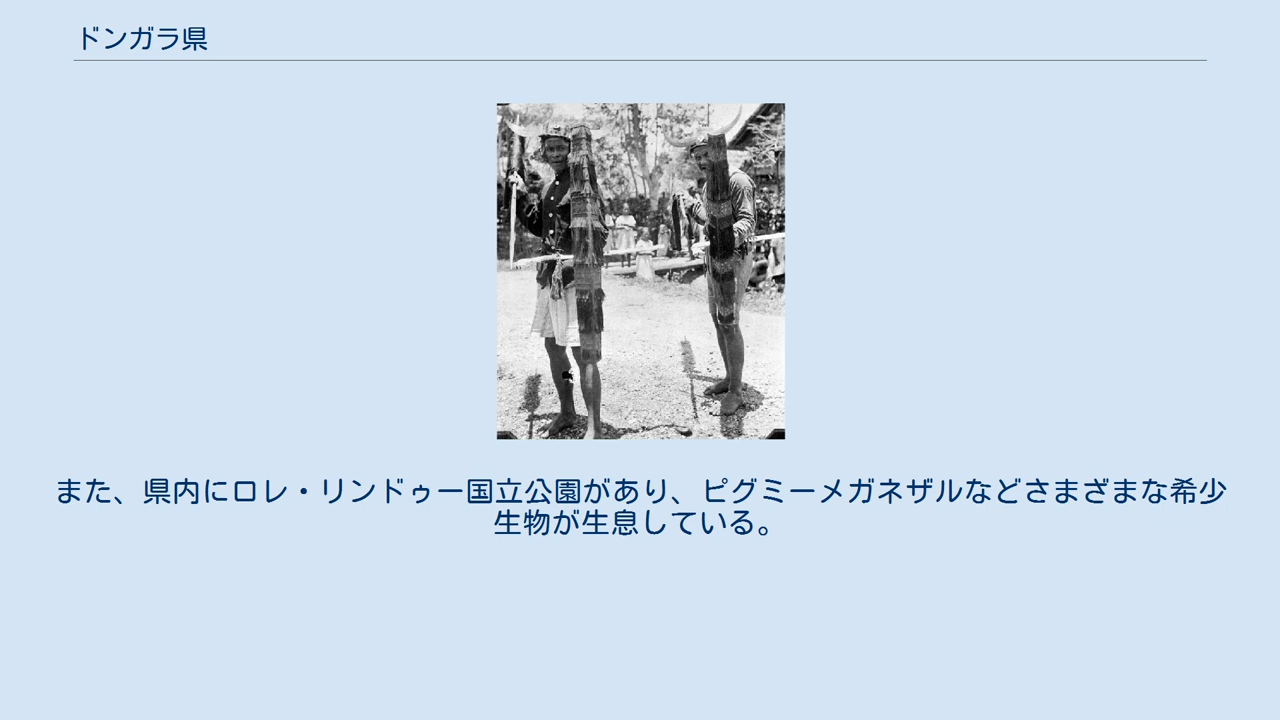 ドンガラ県
また、県内にロレ・リンドゥー国立公園があり、ピグミーメガネザルなどさまざまな希少
生物が生息している。